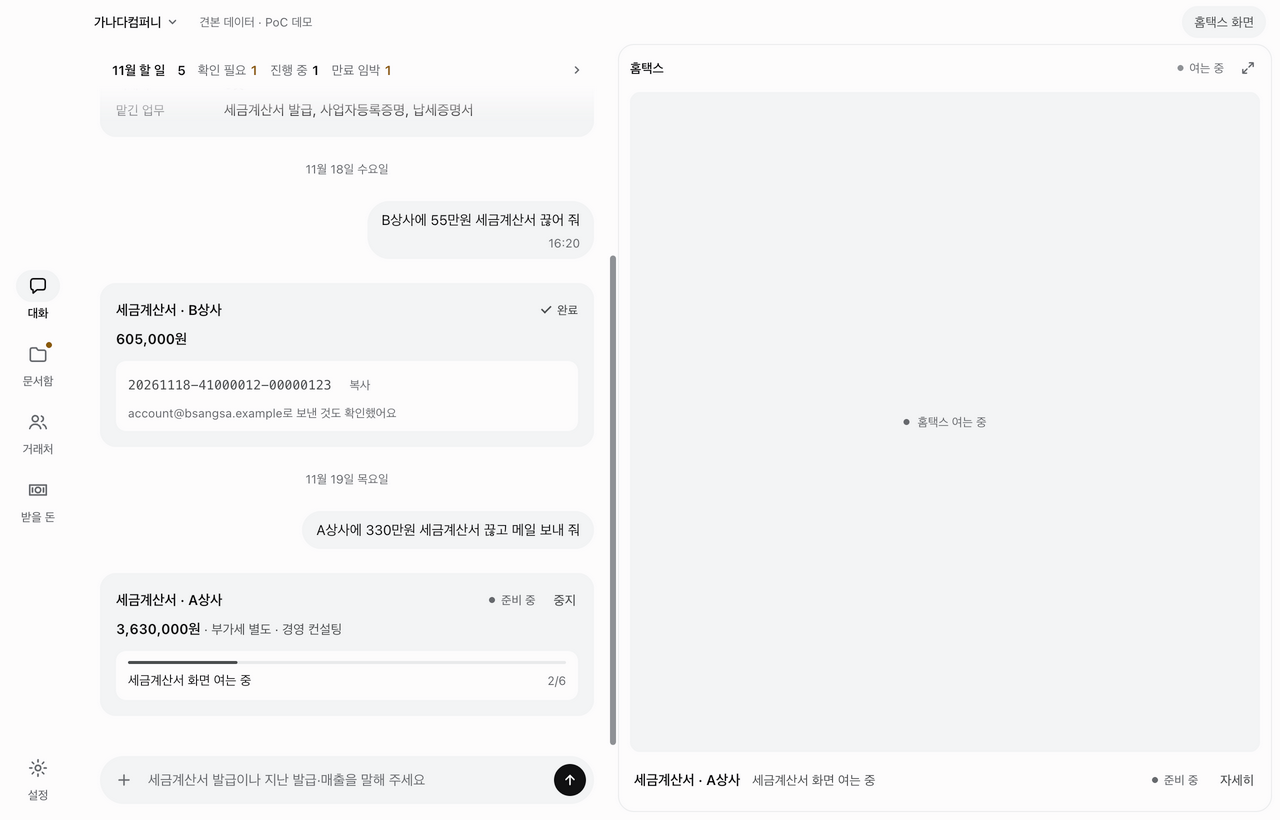 가나다컴퍼니 견본 데이터 · PoC 데모 홈택스 화면
11월 할 일 5 확인 필요 1 진행 중 1 만료 임박 1
맡긴 업무 세금계산서 발급, 사업자등록증명, 납세증명서
11월 18일 수요일
B상사에 55만원 세금계산서 끊어 줘
16:20
세금계산서 · B상사 완료
605,000원
20261118-41000012-00000123 복사
account@bsangsa.example로 보낸 것도 확인했어요
11월 19일 목요일
A상사에 330만원 세금계산서 끊고 메일 보내 줘
세금계산서 · A상사 준비 중 중지
3,630,000원 · 부가세 별도 · 경영 컨설팅
세금계산서 화면 여는 중 2/6
세금계산서 발급이나 지난 발급·매출을 말해 주세요
대화
문서함
거래처
받을 돈
설정
홈택스 여는 중
홈택스 여는 중
세금계산서 · A상사 세금계산서 화면 여는 중 준비 중 자세히